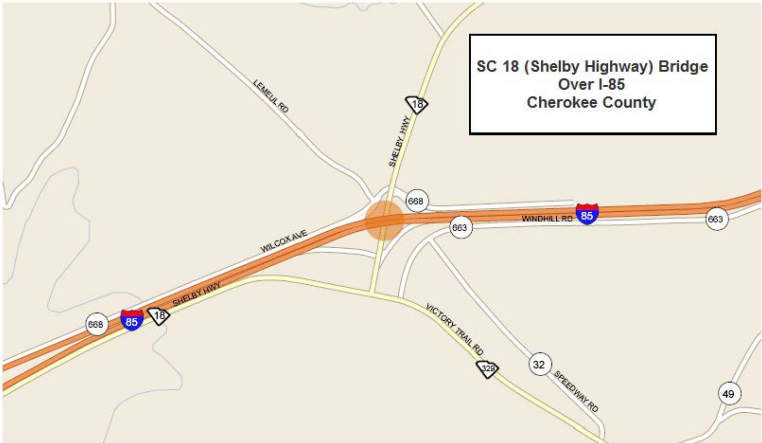 SC 18 (Shelby Highway) Bridge
Over I-85
Cherokee County
LEMEUL RD
18
SHELBY HWY
668
85
WINDHILL RD
663
663
WILCOX AVE
SHELBY HWY
18
85
668
VICTORY TRAIL RD
329
32
SPEEDWAY RD
49